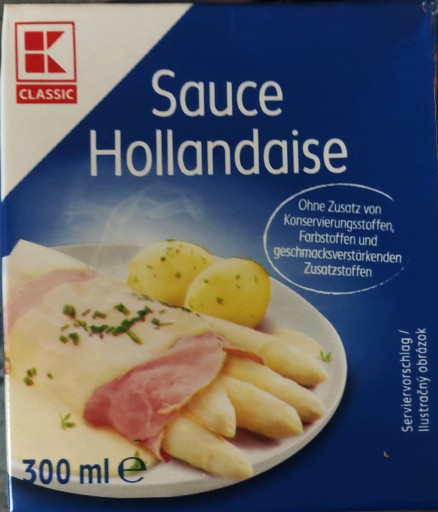 K
CLASSIC
Sauce
Hollandaise
Ohne Zusatz von
Konservierungsstoffen,
Farbstoffen und
geschmacksverstärkenden
Zusatzstoffen
Serviervorschlag /
Ilustračný obrázok
300 ml ℮